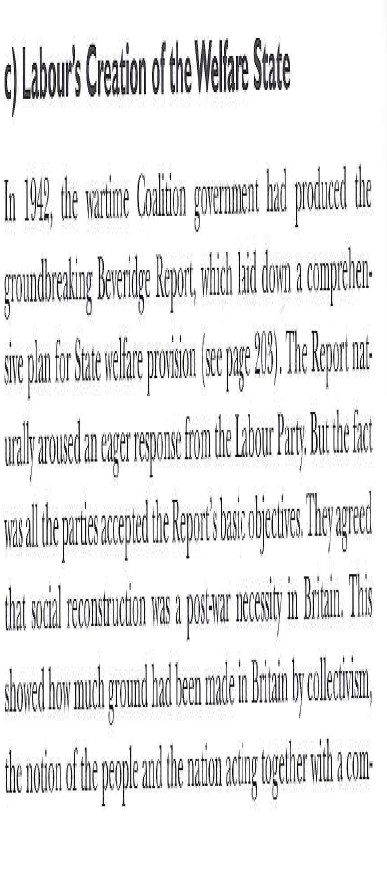 c) Labour's Creation of the Welfare State
In 1942, the wartime Coalition government had produced the
groundbreaking Beveridge Report, which laid down a comprehen-
sive plan for State welfare provision (see page 203). The Report nat-
urally aroused an eager response from the Labour Party. But the fact
was all the parties accepted the Report's basic objectives. They agreed
that social reconstruction was a post-war necessity in Britain. This
showed how much ground had been made in Britain by collectivism,
the notion of the people and the nation acting together with a com-